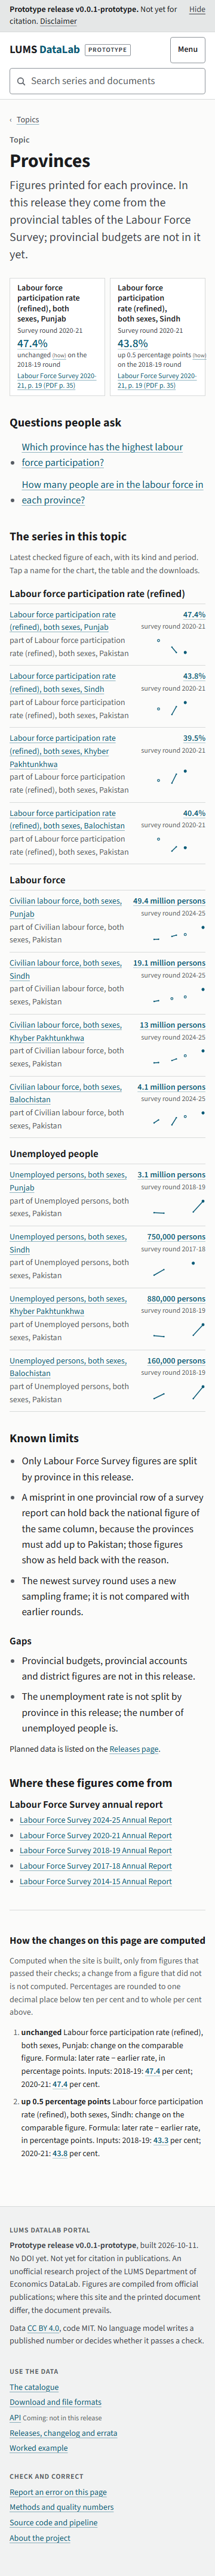 Prototype release v0.0.1-prototype. Not yet for citation. Disclaimer
Hide
LUMS DataLab PROTOTYPE
Menu
Search series and documents
‹ Topics
Topic
Provinces
Figures printed for each province. In
this release they come from the
provincial tables of the Labour Force
Survey; provincial budgets are not in it
yet.
Labour force
participation rate
(refined), both
sexes, Punjab
Survey round 2020-21
47.4%
unchanged (how) on the
2018-19 round
Labour Force Survey 2020-
21, p. 19 (PDF p. 35)
Labour force
participation
rate (refined),
both sexes, Sindh
Survey round 2020-21
43.8%
up 0.5 percentage points (how)
on the 2018-19 round
Labour Force Survey 2020-
21, p. 19 (PDF p. 35)
Questions people ask
Which province has the highest labour
force participation?
How many people are in the labour force in
each province?
The series in this topic
Latest checked figure of each, with its kind and period.
Tap a name for the chart, the table and the downloads.
Labour force participation rate (refined)
Labour force participation rate
(refined), both sexes, Punjab
part of Labour force participation
rate (refined), both sexes, Pakistan
47.4%
survey round 2020-21
Labour force participation rate
(refined), both sexes, Sindh
part of Labour force participation
rate (refined), both sexes, Pakistan
43.8%
survey round 2020-21
Labour force participation rate
(refined), both sexes, Khyber
Pakhtunkhwa
part of Labour force participation
rate (refined), both sexes, Pakistan
39.5%
survey round 2020-21
Labour force participation rate
(refined), both sexes, Balochistan
part of Labour force participation
rate (refined), both sexes, Pakistan
40.4%
survey round 2020-21
Labour force
Civilian labour force, both sexes,
Punjab
part of Civilian labour force, both
sexes, Pakistan
49.4 million persons
survey round 2024-25
Civilian labour force, both sexes,
Sindh
part of Civilian labour force, both
sexes, Pakistan
19.1 million persons
survey round 2024-25
Civilian labour force, both sexes,
Khyber Pakhtunkhwa
part of Civilian labour force, both
sexes, Pakistan
13 million persons
survey round 2024-25
Civilian labour force, both sexes,
Balochistan
part of Civilian labour force, both
sexes, Pakistan
4.1 million persons
survey round 2024-25
Unemployed people
Unemployed persons, both sexes,
Punjab
part of Unemployed persons, both
sexes, Pakistan
3.1 million persons
survey round 2018-19
Unemployed persons, both sexes,
Sindh
part of Unemployed persons, both
sexes, Pakistan
750,000 persons
survey round 2017-18
Unemployed persons, both sexes,
Khyber Pakhtunkhwa
part of Unemployed persons, both
sexes, Pakistan
880,000 persons
survey round 2018-19
Unemployed persons, both sexes,
Balochistan
part of Unemployed persons, both
sexes, Pakistan
160,000 persons
survey round 2018-19
Known limits
Only Labour Force Survey figures are split
by province in this release.
A misprint in one provincial row of a survey
report can hold back the national figure of
the same column, because the provinces
must add up to Pakistan; those figures
show as held back with the reason.
The newest survey round uses a new
sampling frame; it is not compared with
earlier rounds.
Gaps
Provincial budgets, provincial accounts
and district figures are not in this release.
The unemployment rate is not split by
province in this release; the number of
unemployed people is.
Planned data is listed on the Releases page.
Where these figures come from
Labour Force Survey annual report
Labour Force Survey 2024-25 Annual Report
Labour Force Survey 2020-21 Annual Report
Labour Force Survey 2018-19 Annual Report
Labour Force Survey 2017-18 Annual Report
Labour Force Survey 2014-15 Annual Report
How the changes on this page are computed
Computed when the site is built, only from figures that
passed their checks; a change from a figure that did not
is not computed. Percentages are rounded to one
decimal place below ten per cent and to whole per cent
above.
1. unchanged Labour force participation rate (refined),
both sexes, Punjab: change on the comparable
figure. Formula: later rate − earlier rate, in
percentage points. Inputs: 2018-19: 47.4 per cent;
2020-21: 47.4 per cent.
2. up 0.5 percentage points Labour force participation
rate (refined), both sexes, Sindh: change on the
comparable figure. Formula: later rate − earlier rate,
in percentage points. Inputs: 2018-19: 43.3 per cent;
2020-21: 43.8 per cent.
LUMS DATALAB PORTAL
Prototype release v0.0.1-prototype, built 2026-10-11.
No DOI yet. Not yet for citation in publications. An
unofficial research project of the LUMS Department of
Economics DataLab. Figures are compiled from official
publications; where this site and the printed document
differ, the document prevails.
Data CC BY 4.0, code MIT. No language model writes a
published number or decides whether it passes a check.
USE THE DATA
The catalogue
Download and file formats
API Coming: not in this release
Releases, changelog and errata
Worked example
CHECK AND CORRECT
Report an error on this page
Methods and quality numbers
Source code and pipeline
About the project